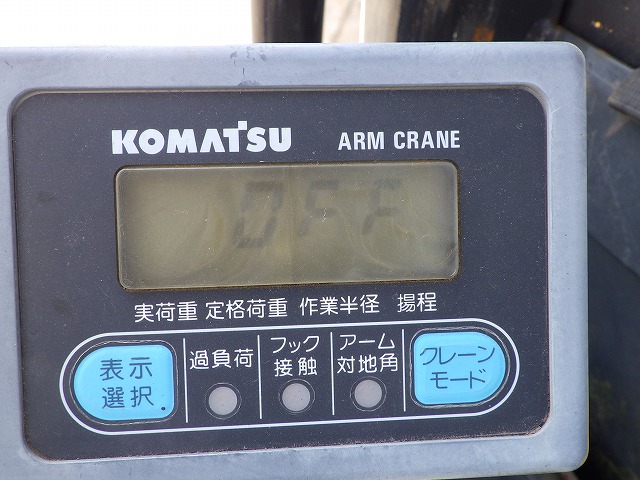 KOMATSU ARM CRANE
OFF
実荷重 定格荷重 作業半径 揚程
表示
選択
過負荷
フック
接触
アーム
対地角
クレーン
モード